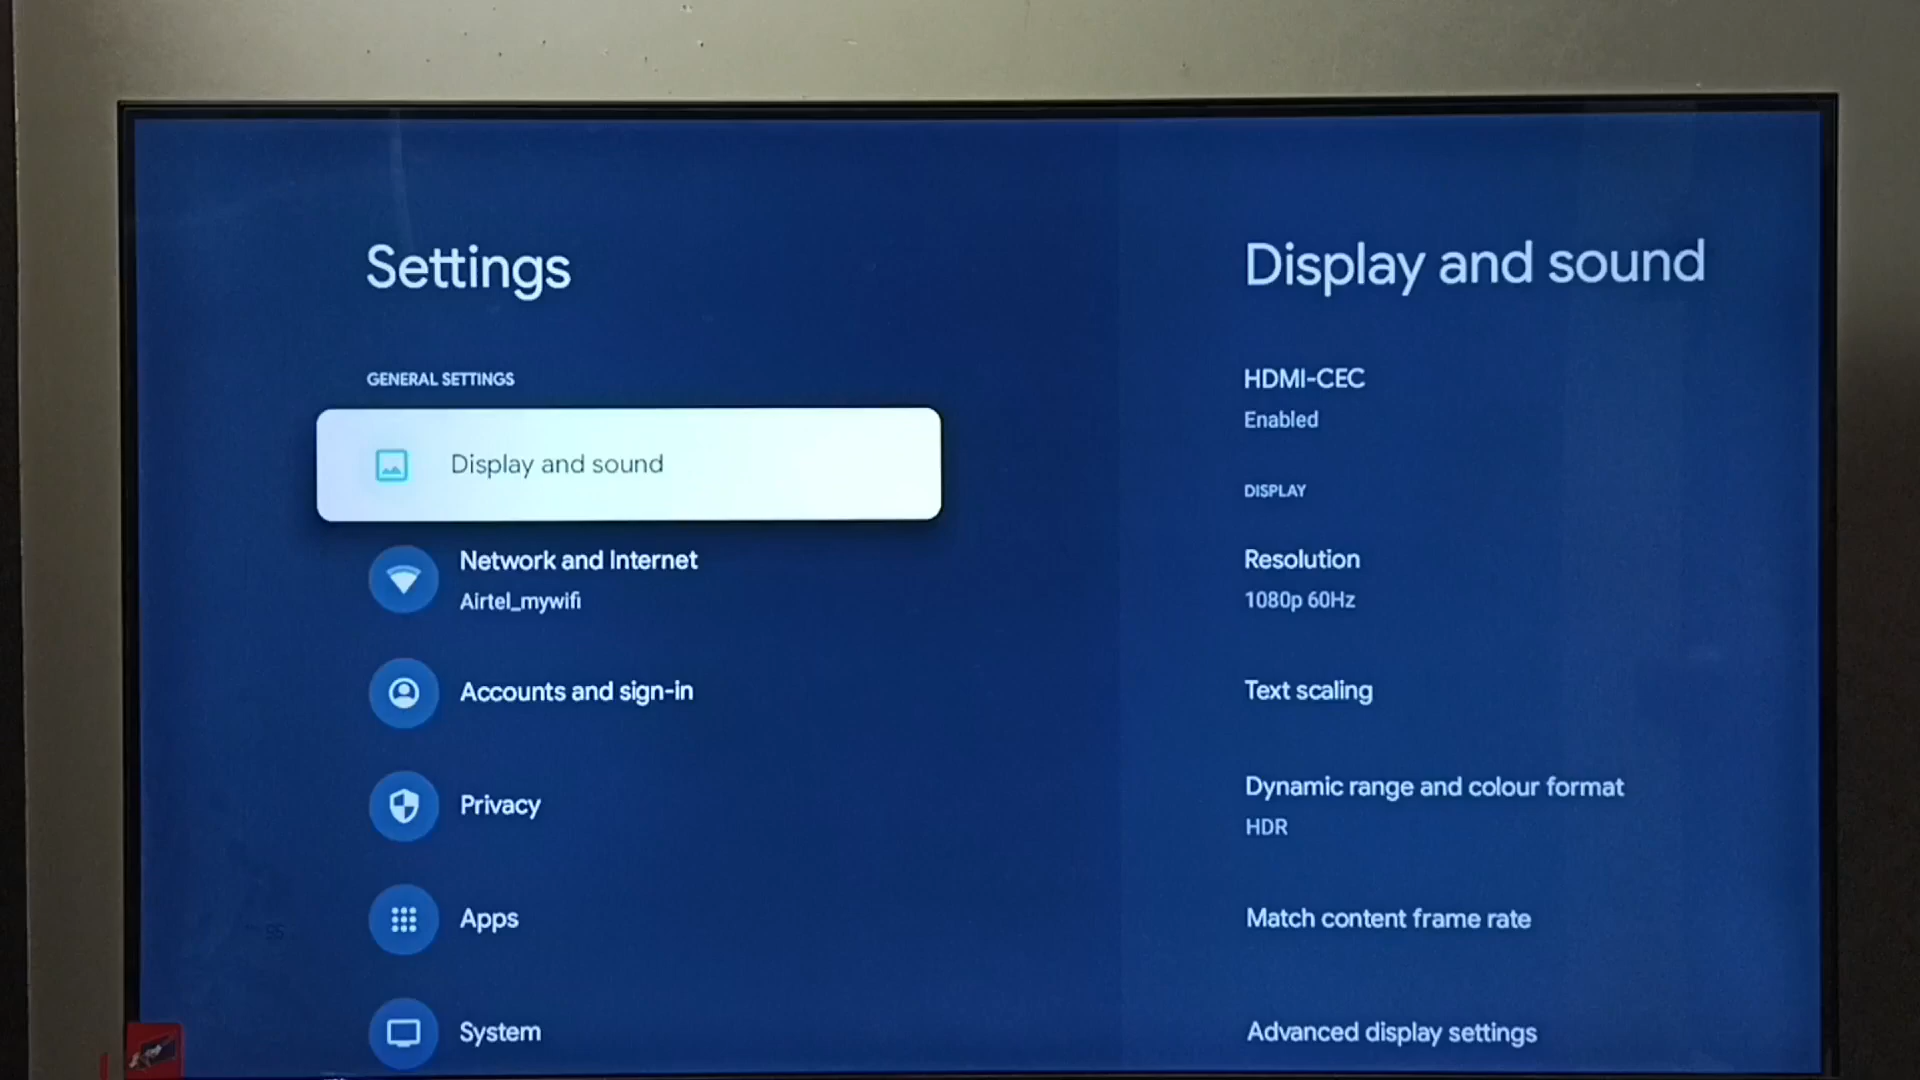 Settings
GENERAL SETTINGS
Display and sound
Network and Internet
Airtel_mywifi
Accounts and sign-in
Privacy
Apps
System
Display and sound
HDMI-CEC
Enabled
DISPLAY
Resolution
1080p 60Hz
Text scaling
Dynamic range and colour format
HDR
Match content frame rate
Advanced display settings